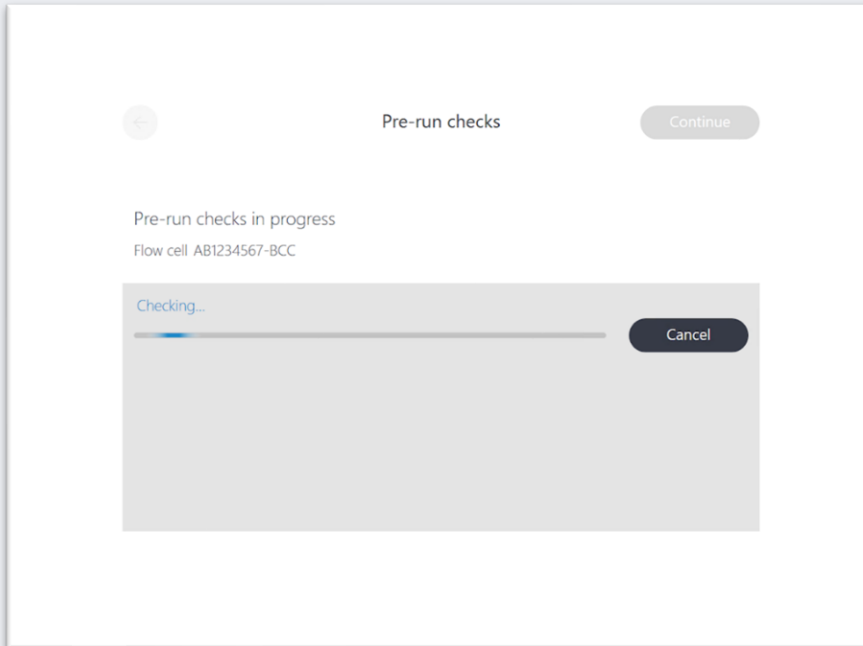 Pre-run checks
Continue
Pre-run checks in progress
Flow cell AB1234567-BCC
Checking...
Cancel